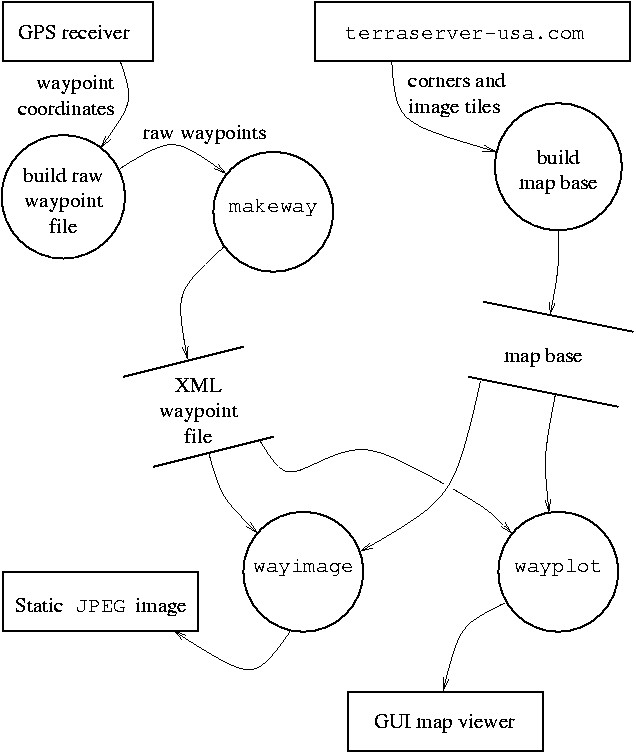 GPS receiver
terraserver-usa.com
waypoint
coordinates
corners and
image tiles
raw waypoints
build raw
waypoint
file
makeway
build
map base
XML
waypoint
file
map base
wayimage
wayplot
Static JPEG image
GUI map viewer